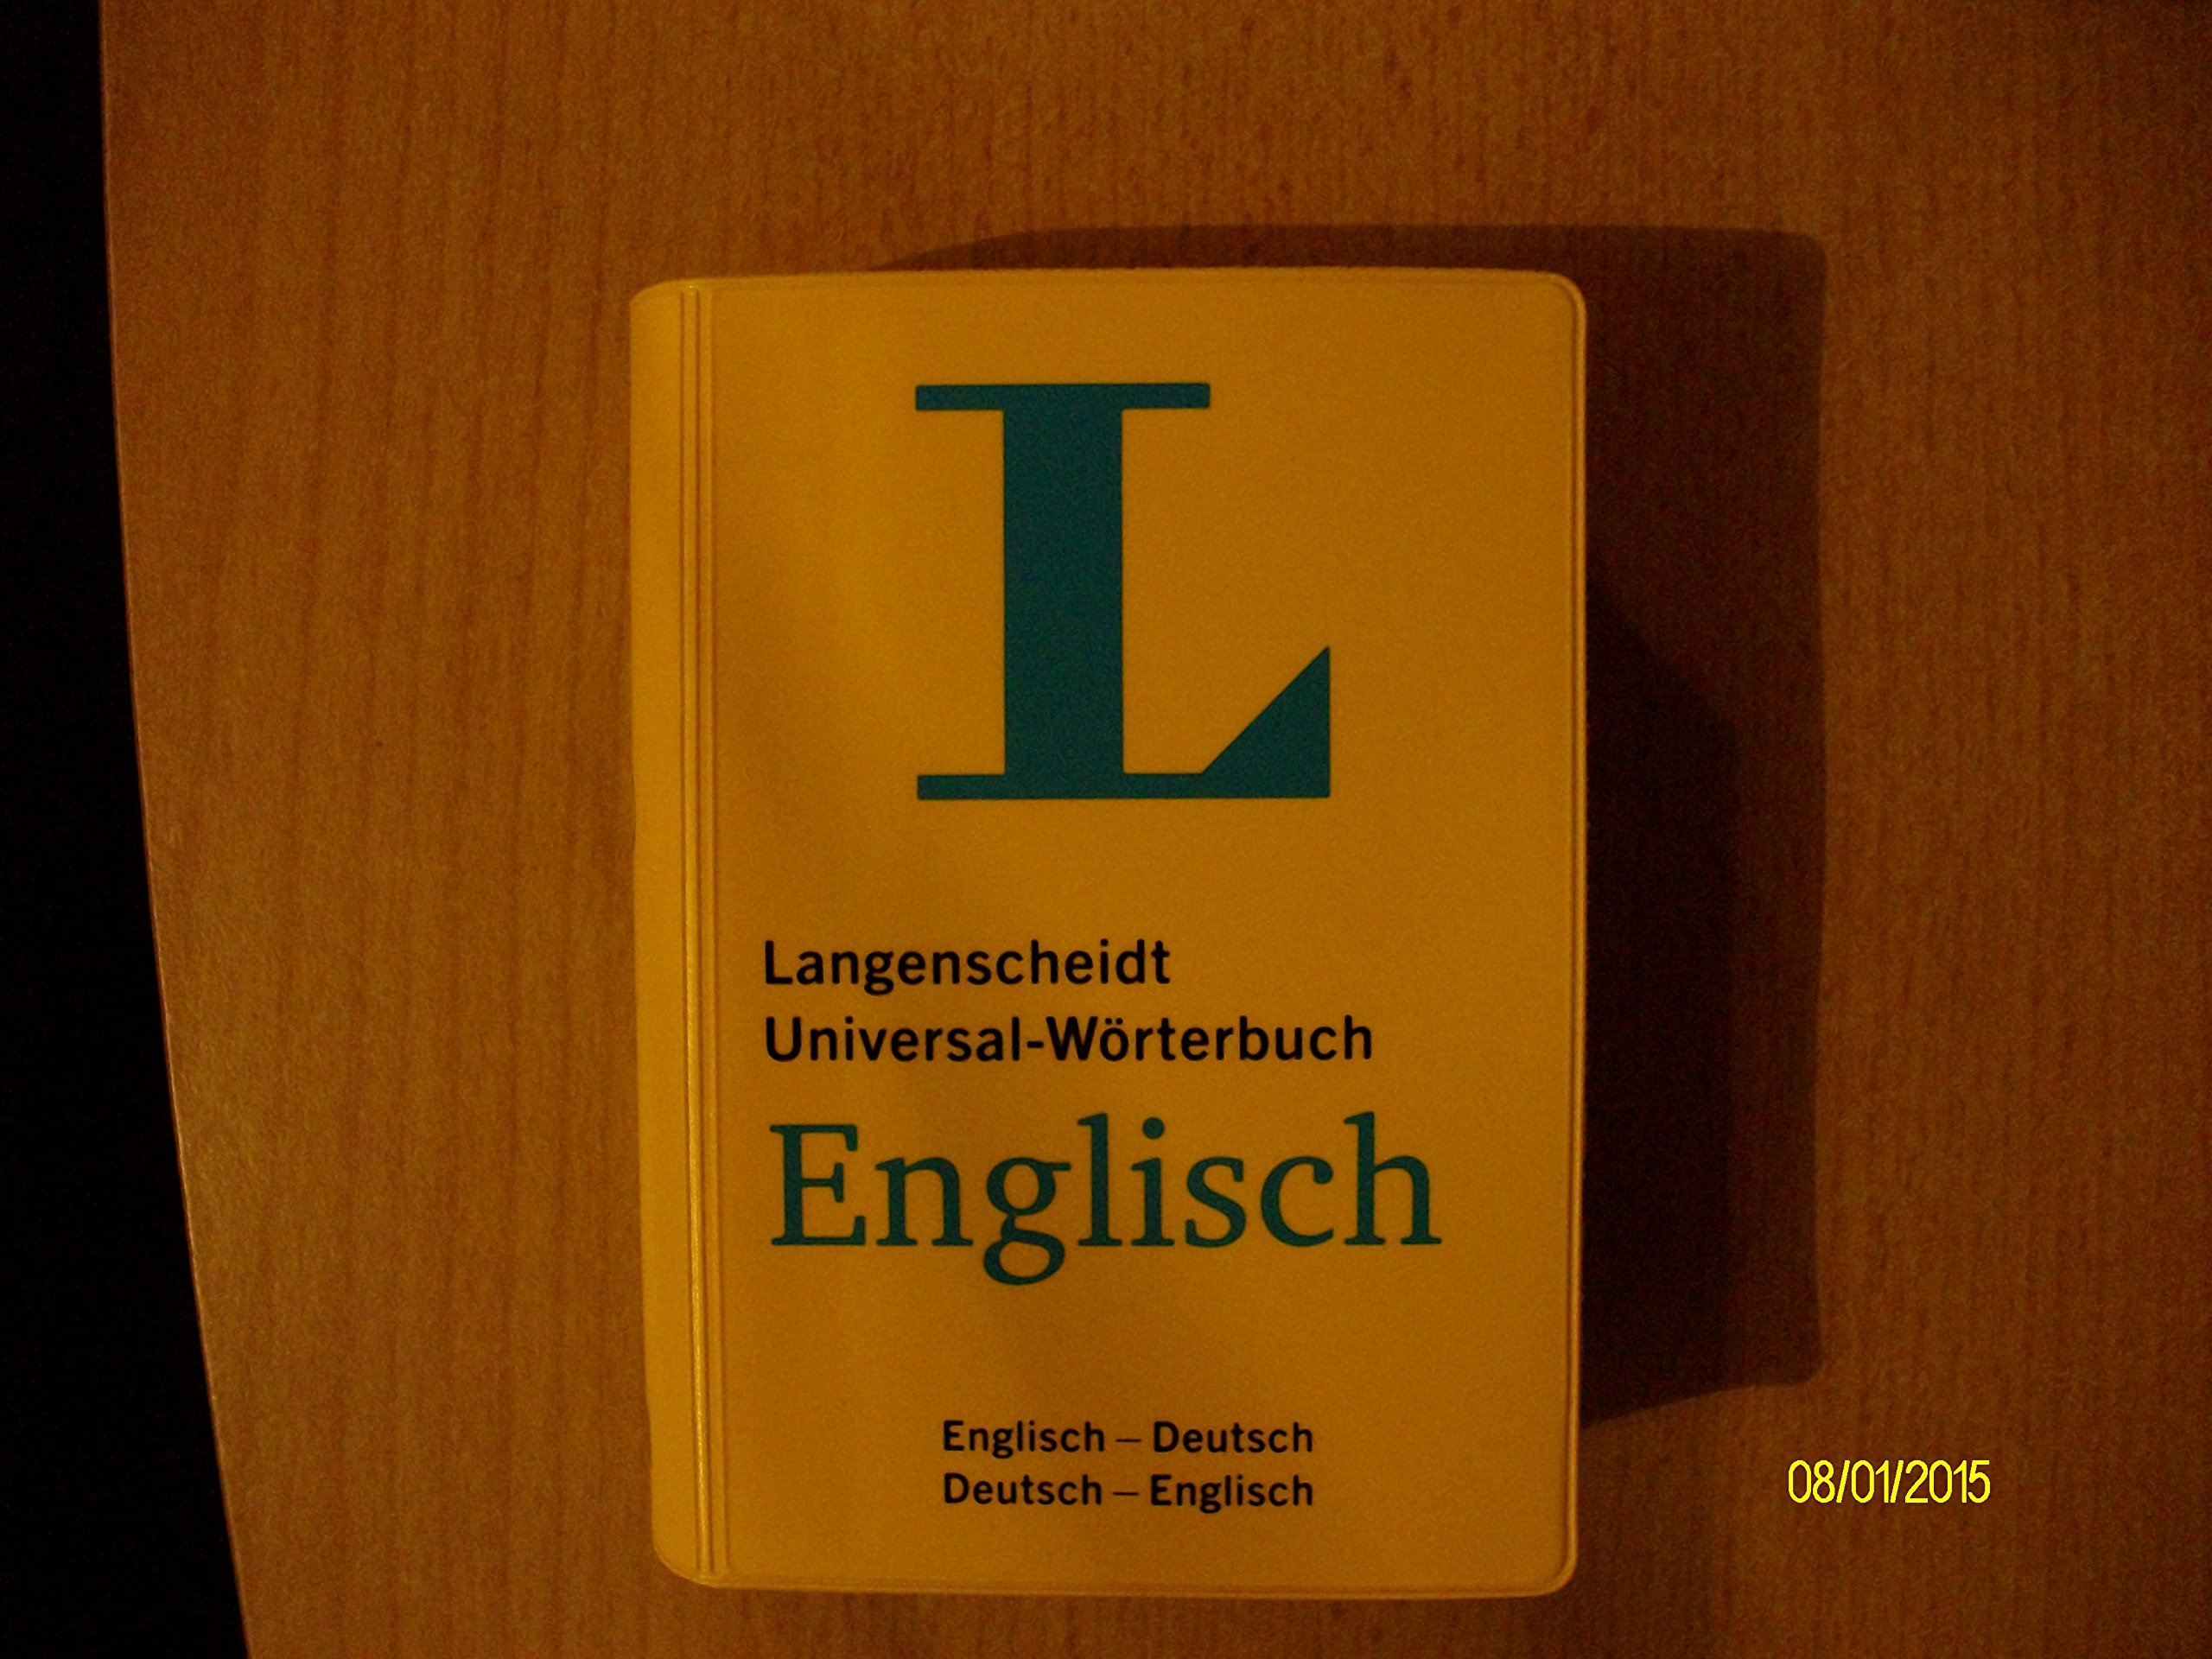 L
Langenscheidt
Universal-Wörterbuch
Englisch
Englisch – Deutsch
Deutsch – Englisch
08/01/2015